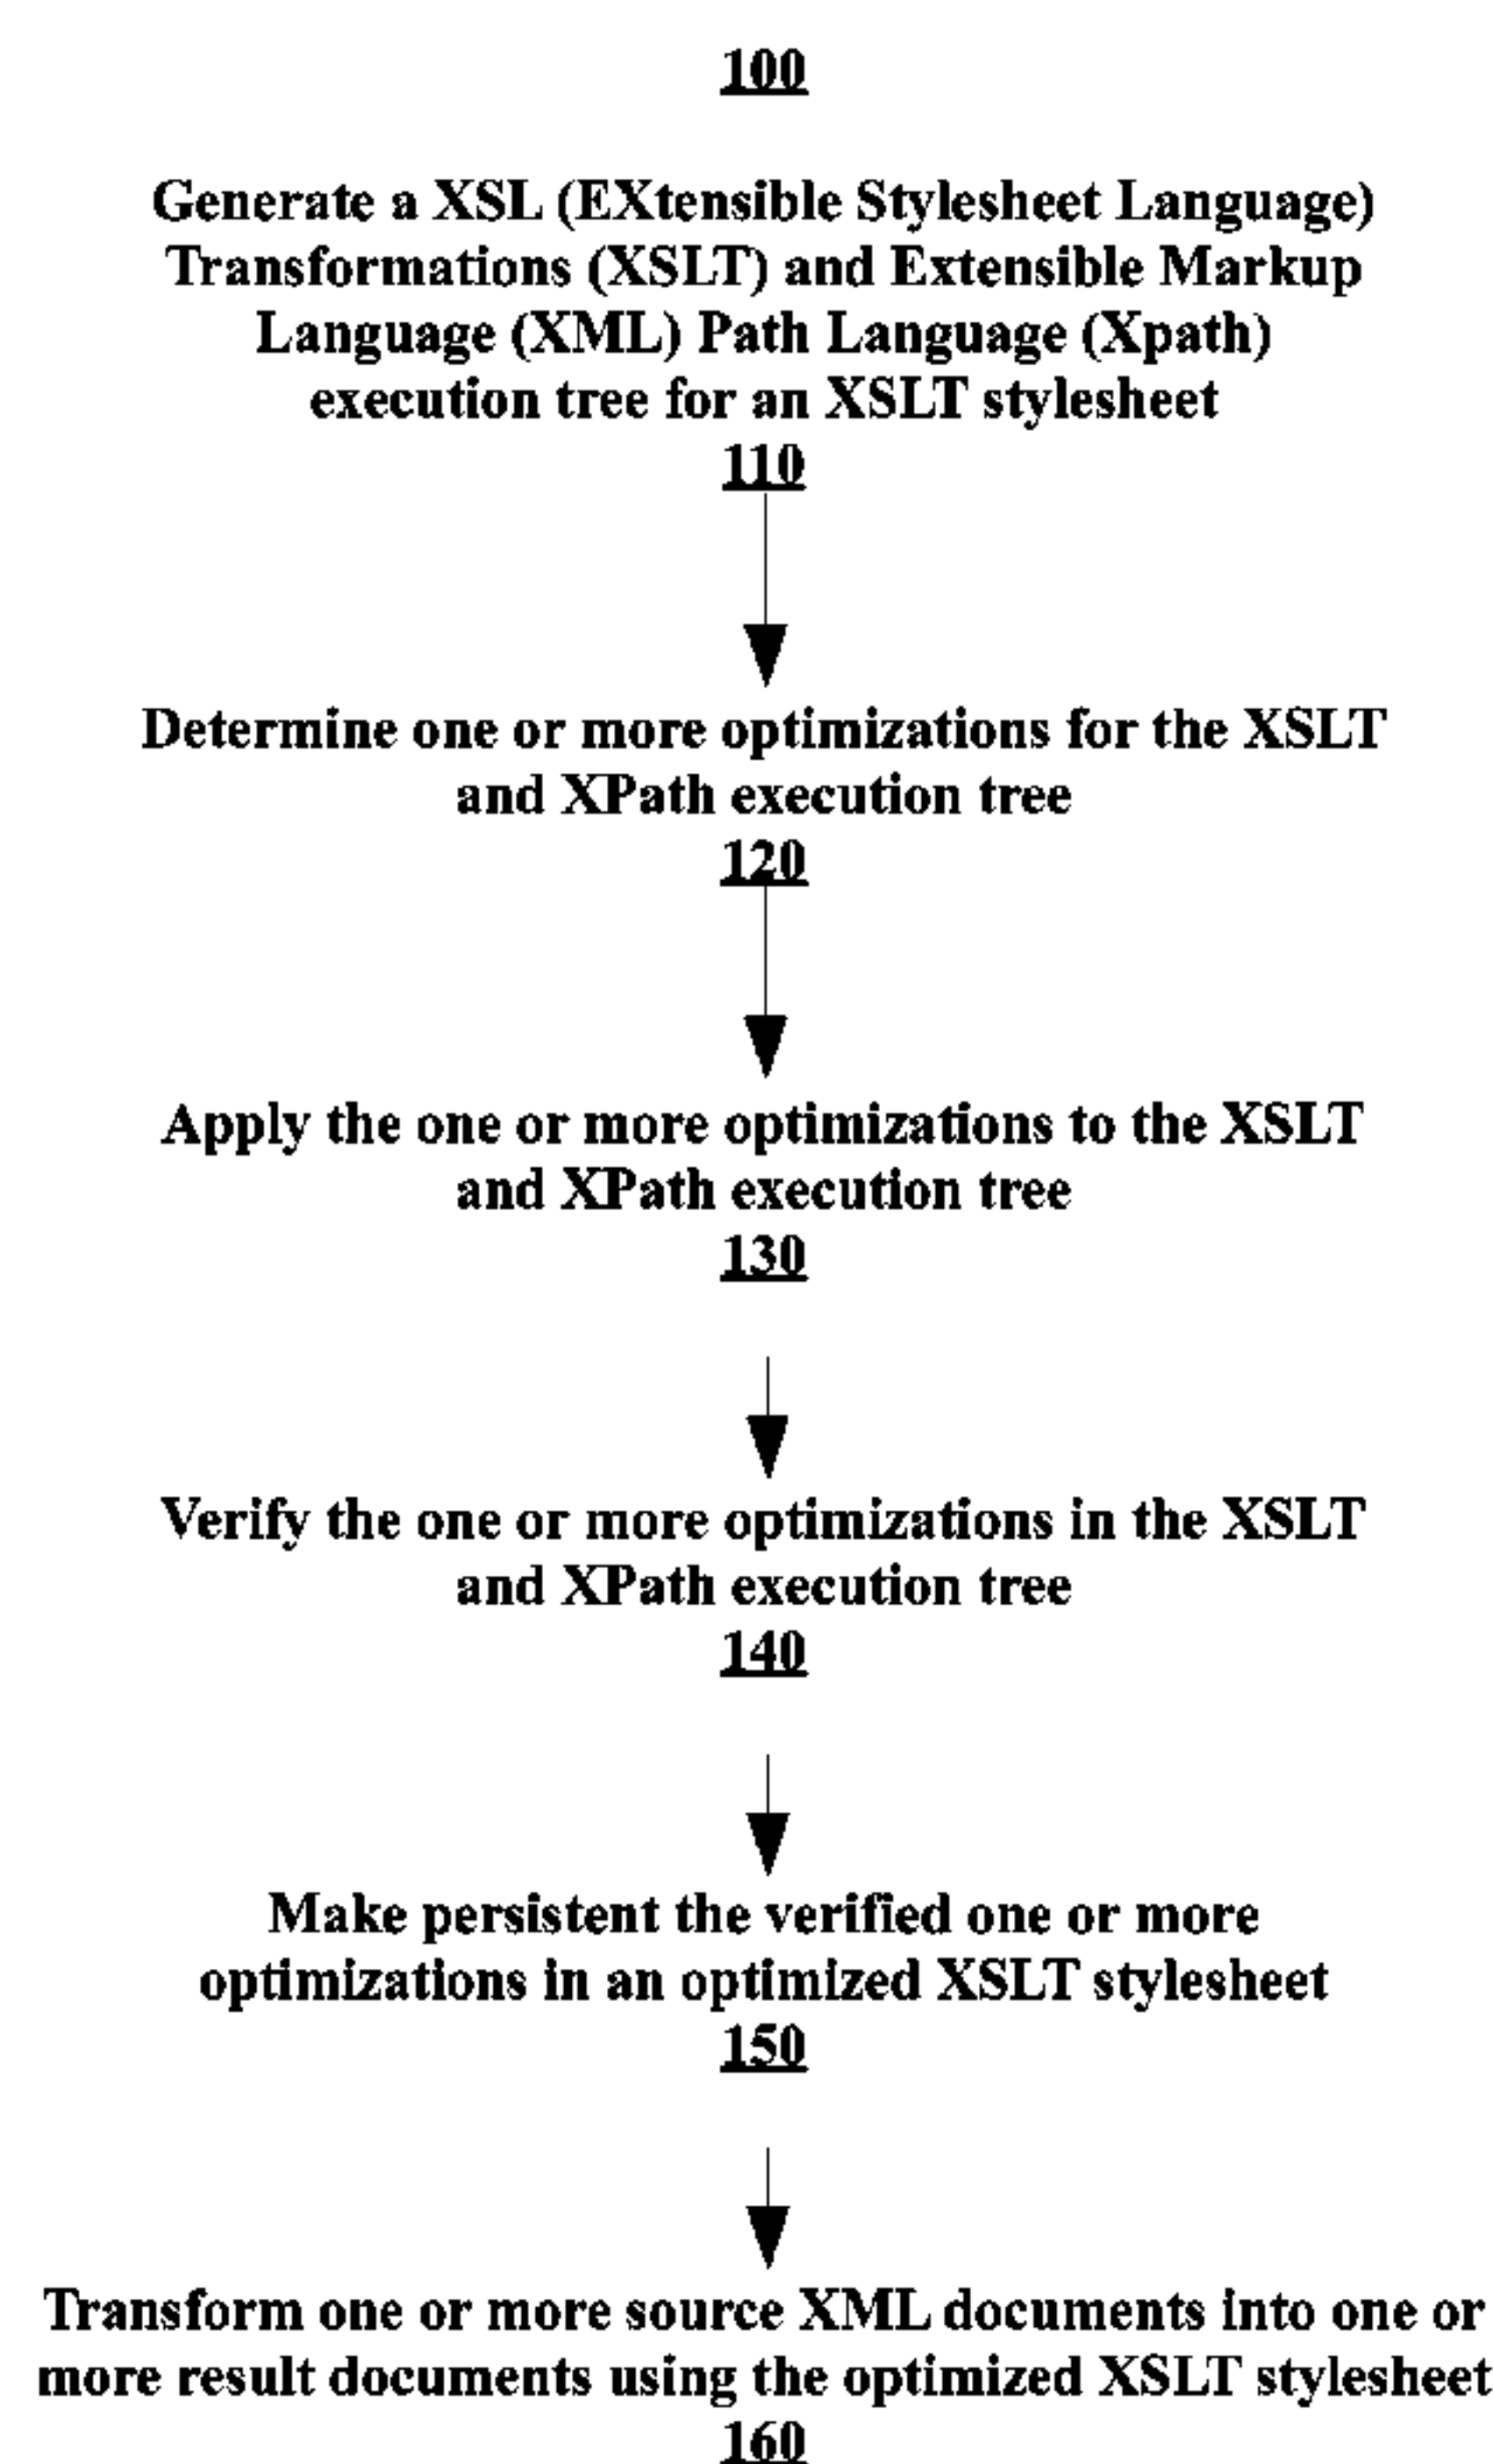 100
Generate a XSL (EXtensible Stylesheet Language)
Transformations (XSLT) and Extensible Markup
Language (XML) Path Language (Xpath)
execution tree for an XSLT stylesheet
110
Determine one or more optimizations for the XSLT
and XPath execution tree
120
Apply the one or more optimizations to the XSLT
and XPath execution tree
130
Verify the one or more optimizations in the XSLT
and XPath execution tree
140
Make persistent the verified one or more
optimizations in an optimized XSLT stylesheet
150
Transform one or more source XML documents into one or
more result documents using the optimized XSLT stylesheet
160